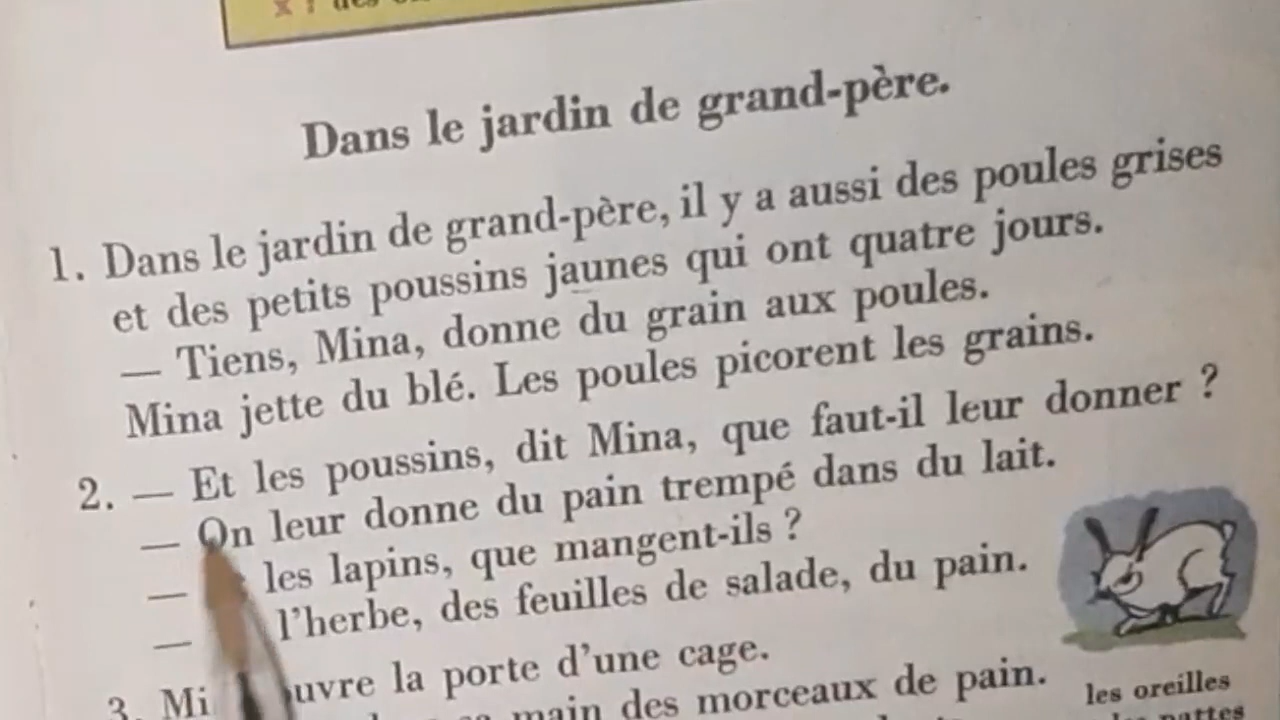 des
Dans le jardin de grand-père.
1. Dans le jardin de grand-père, il y a aussi des poules grises
et des petits poussins jaunes qui ont quatre jours.
— Tiens, Mina, donne du grain aux poules.
Mina jette du blé. Les poules picorent les grains.
2. — Et les poussins, dit Mina, que faut-il leur donner ?
— On leur donne du pain trempé dans du lait.
— les lapins, que mangent-ils ?
— l'herbe, des feuilles de salade, du pain.
3. Mi uvre la porte d'une cage.
main des morceaux de pain.
les oreilles
pattes